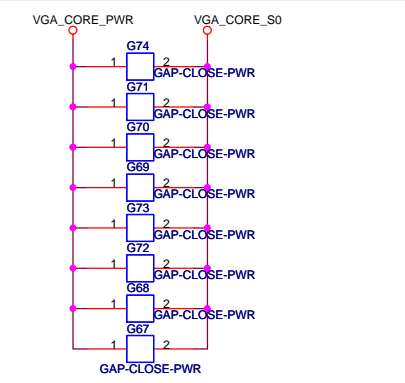 VGA_CORE_PWR VGA_CORE_S0
G74
1 2
GAP-CLOSE-PWR
G71
1 2
GAP-CLOSE-PWR
G70
1 2
GAP-CLOSE-PWR
G69
1 2
GAP-CLOSE-PWR
G73
1 2
GAP-CLOSE-PWR
G72
1 2
GAP-CLOSE-PWR
G68
1 2
GAP-CLOSE-PWR
G67
1 2
GAP-CLOSE-PWR